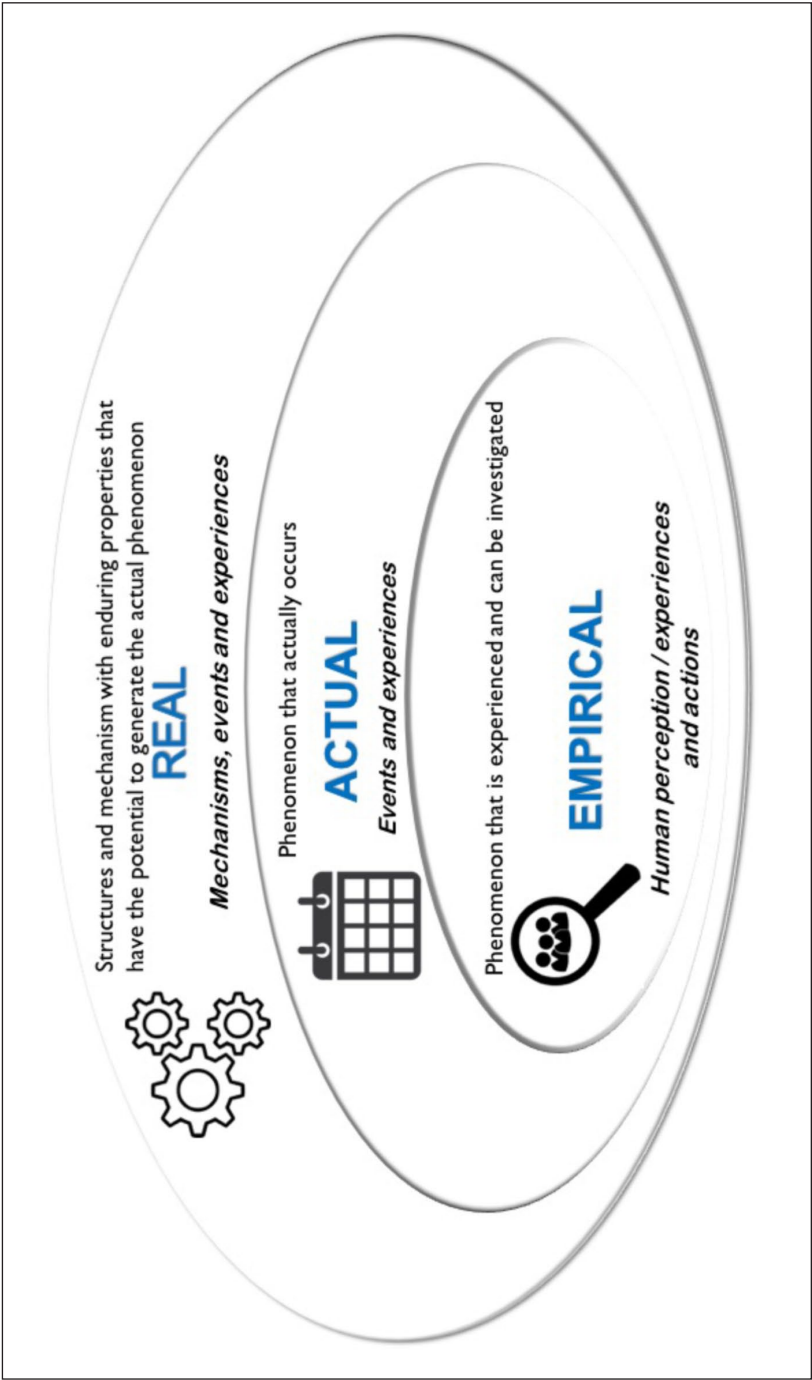 Structures and mechanism with enduring properties that
have the potential to generate the actual phenomenon
REAL
Mechanisms, events and experiences
Phenomenon that actually occurs
ACTUAL
Events and experiences
Phenomenon that is experienced and can be investigated
EMPIRICAL
Human perception / experiences
and actions